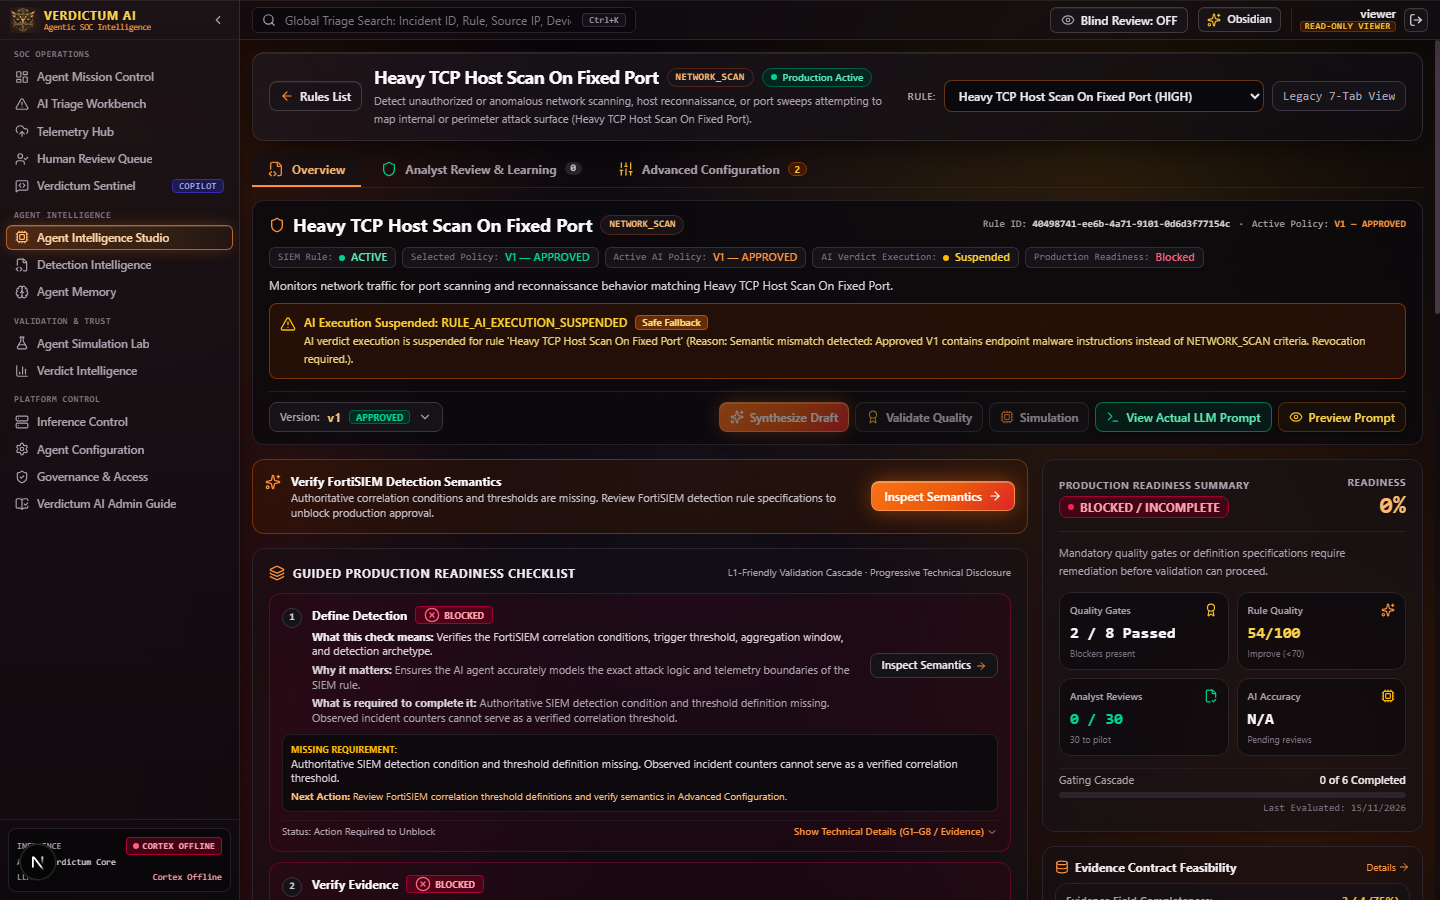 VERDICTUM AI
Agentic SOC Intelligence
Global Triage Search: Incident ID, Rule, Source IP, Devi
Ctrl+K
Blind Review: OFF
Obsidian
viewer
READ-ONLY VIEWER
SOC OPERATIONS
Agent Mission Control
AI Triage Workbench
Telemetry Hub
Human Review Queue
Verdictum Sentinel
COPILOT
AGENT INTELLIGENCE
Agent Intelligence Studio
Detection Intelligence
Agent Memory
VALIDATION & TRUST
Agent Simulation Lab
Verdict Intelligence
PLATFORM CONTROL
Inference Control
Agent Configuration
Governance & Access
Verdictum AI Admin Guide
CORTEX OFFLINE
rdictum Core
Cortex Offline
N
Rules List
Heavy TCP Host Scan On Fixed Port
NETWORK_SCAN
Production Active
Detect unauthorized or anomalous network scanning, host reconnaissance, or port sweeps attempting to
map internal or perimeter attack surface (Heavy TCP Host Scan On Fixed Port).
RULE:
Heavy TCP Host Scan On Fixed Port (HIGH)
Legacy 7-Tab View
Overview
Analyst Review & Learning 0
Advanced Configuration 2
Heavy TCP Host Scan On Fixed Port
NETWORK_SCAN
Rule ID: 40498741-ee6b-4a71-9101-0d6d3f77154c · Active Policy: V1 — APPROVED
SIEM Rule: ACTIVE
Selected Policy: V1 — APPROVED
Active AI Policy: V1 — APPROVED
AI Verdict Execution: Suspended
Production Readiness: Blocked
Monitors network traffic for port scanning and reconnaissance behavior matching Heavy TCP Host Scan On Fixed Port.
AI Execution Suspended: RULE_AI_EXECUTION_SUSPENDED
Safe Fallback
AI verdict execution is suspended for rule 'Heavy TCP Host Scan On Fixed Port' (Reason: Semantic mismatch detected: Approved V1 contains endpoint malware instructions instead of NETWORK_SCAN criteria. Revocation
required.).
Version: v1 APPROVED
Synthesize Draft
Validate Quality
Simulation
View Actual LLM Prompt
Preview Prompt
Verify FortiSIEM Detection Semantics
Authoritative correlation conditions and thresholds are missing. Review FortiSIEM detection rule specifications to
unblock production approval.
Inspect Semantics
GUIDED PRODUCTION READINESS CHECKLIST
L1-Friendly Validation Cascade · Progressive Technical Disclosure
1
Define Detection
BLOCKED
What this check means: Verifies the FortiSIEM correlation conditions, trigger threshold, aggregation window,
and detection archetype.
Why it matters: Ensures the AI agent accurately models the exact attack logic and telemetry boundaries of the
SIEM rule.
What is required to complete it: Authoritative SIEM detection condition and threshold definition missing.
Observed incident counters cannot serve as a verified correlation threshold.
Inspect Semantics
MISSING REQUIREMENT:
Authoritative SIEM detection condition and threshold definition missing. Observed incident counters cannot serve as a verified correlation
threshold.
Next Action: Review FortiSIEM correlation threshold definitions and verify semantics in Advanced Configuration.
Status: Action Required to Unblock
Show Technical Details (G1–G8 / Evidence)
2
Verify Evidence
BLOCKED
PRODUCTION READINESS SUMMARY
BLOCKED / INCOMPLETE
READINESS
0%
Mandatory quality gates or definition specifications require
remediation before validation can proceed.
Quality Gates
2 / 8 Passed
Blockers present
Rule Quality
54/100
Improve (<70)
Analyst Reviews
0 / 30
30 to pilot
AI Accuracy
N/A
Pending reviews
Gating Cascade
0 of 6 Completed
Last Evaluated: 15/11/2026
Evidence Contract Feasibility
Details